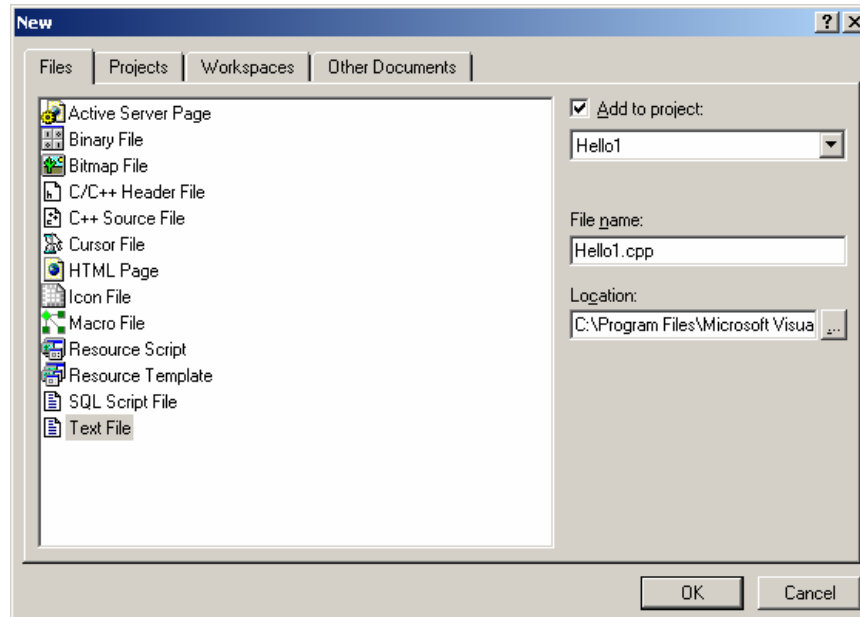 New
Files Projects Workspaces Other Documents
Active Server Page
Binary File
Bitmap File
C/C++ Header File
C++ Source File
Cursor File
HTML Page
Icon File
Macro File
Resource Script
Resource Template
SQL Script File
Text File
Add to project:
Hello1
File name:
Hello1.cpp
Location:
C:\Program Files\Microsoft Visua ...
OK Cancel